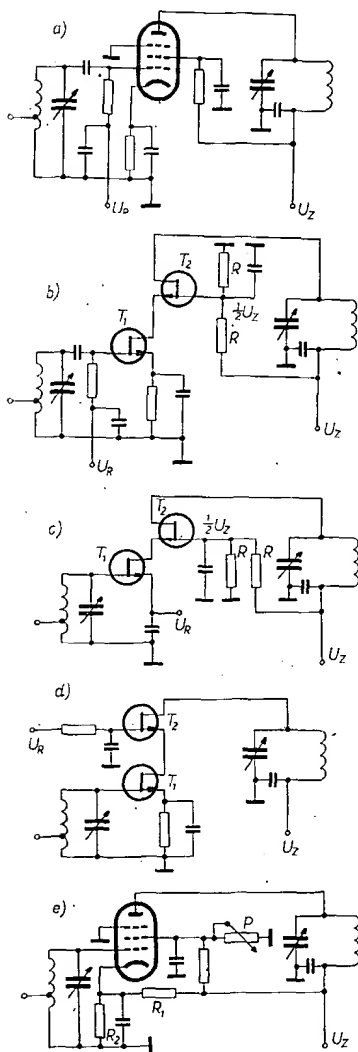 a)
U_R
U_Z
b)
T_2
R
½U_Z
T_1
R
U_R
U_Z
c)
T_2
½U_Z
T_1
R
R
U_R
U_Z
d)
T_2
U_R
T_1
U_Z
e)
P
R_1
R_2
U_Z